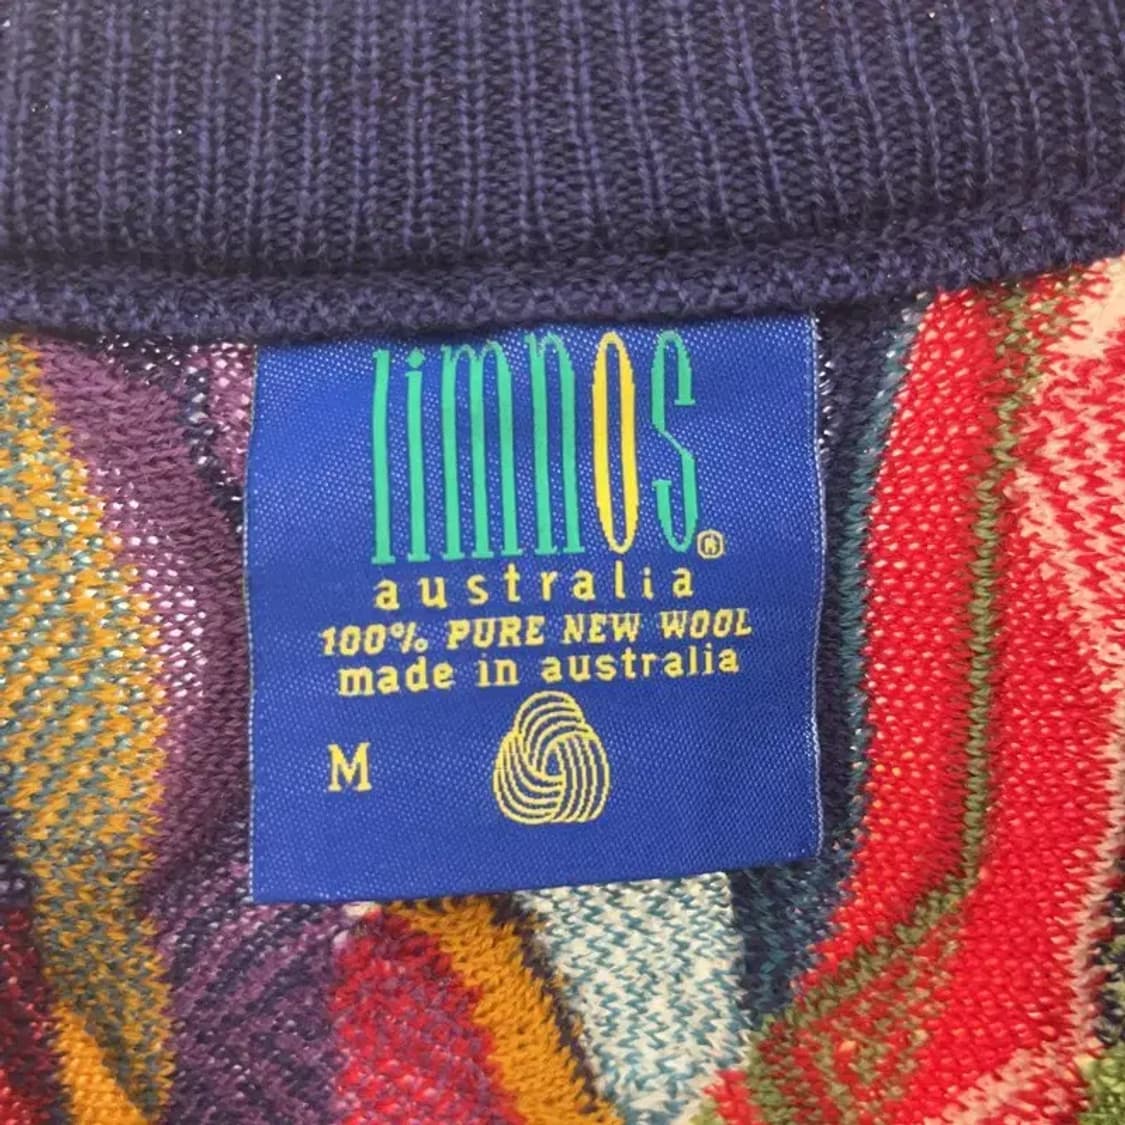 limnos®
australia
100% PURE NEW WOOL
made in australia
M